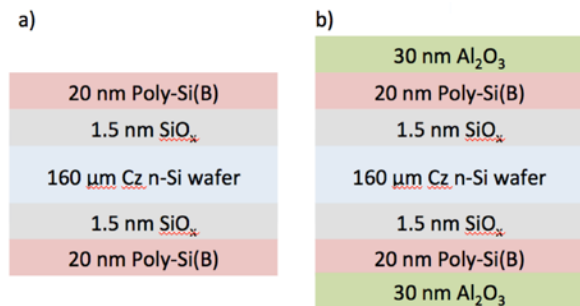 a)
20 nm Poly-Si(B)
1.5 nm SiOₓ
160 µm Cz n-Si wafer
1.5 nm SiOₓ
20 nm Poly-Si(B)
b)
30 nm Al₂O₃
20 nm Poly-Si(B)
1.5 nm SiOₓ
160 µm Cz n-Si wafer
1.5 nm SiOₓ
20 nm Poly-Si(B)
30 nm Al₂O₃